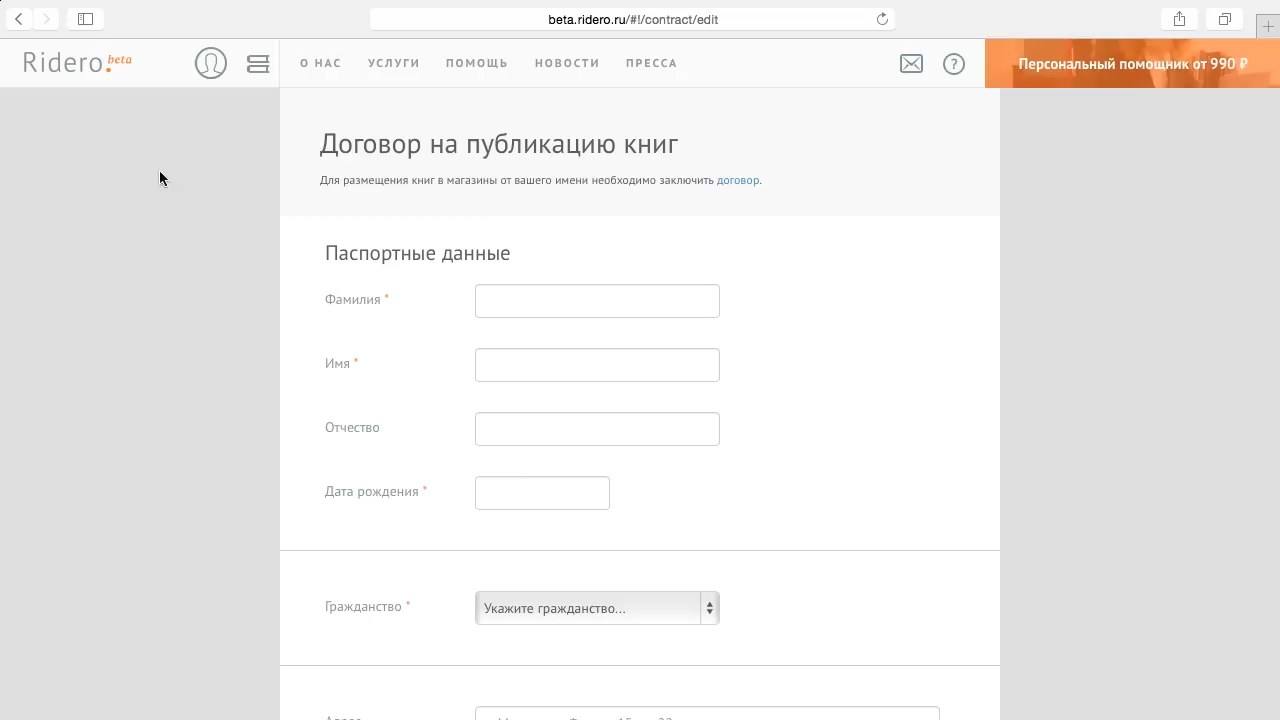 beta.ridero.ru/#!/contract/edit
Ridero.beta
О НАС УСЛУГИ ПОМОЩЬ НОВОСТИ ПРЕССА
?
Персональный помощник от 990 ₽
Договор на публикацию книг
Для размещения книг в магазины от вашего имени необходимо заключить договор.
Паспортные данные
Фамилия *
Имя *
Отчество
Дата рождения *
Гражданство *
Укажите гражданство...